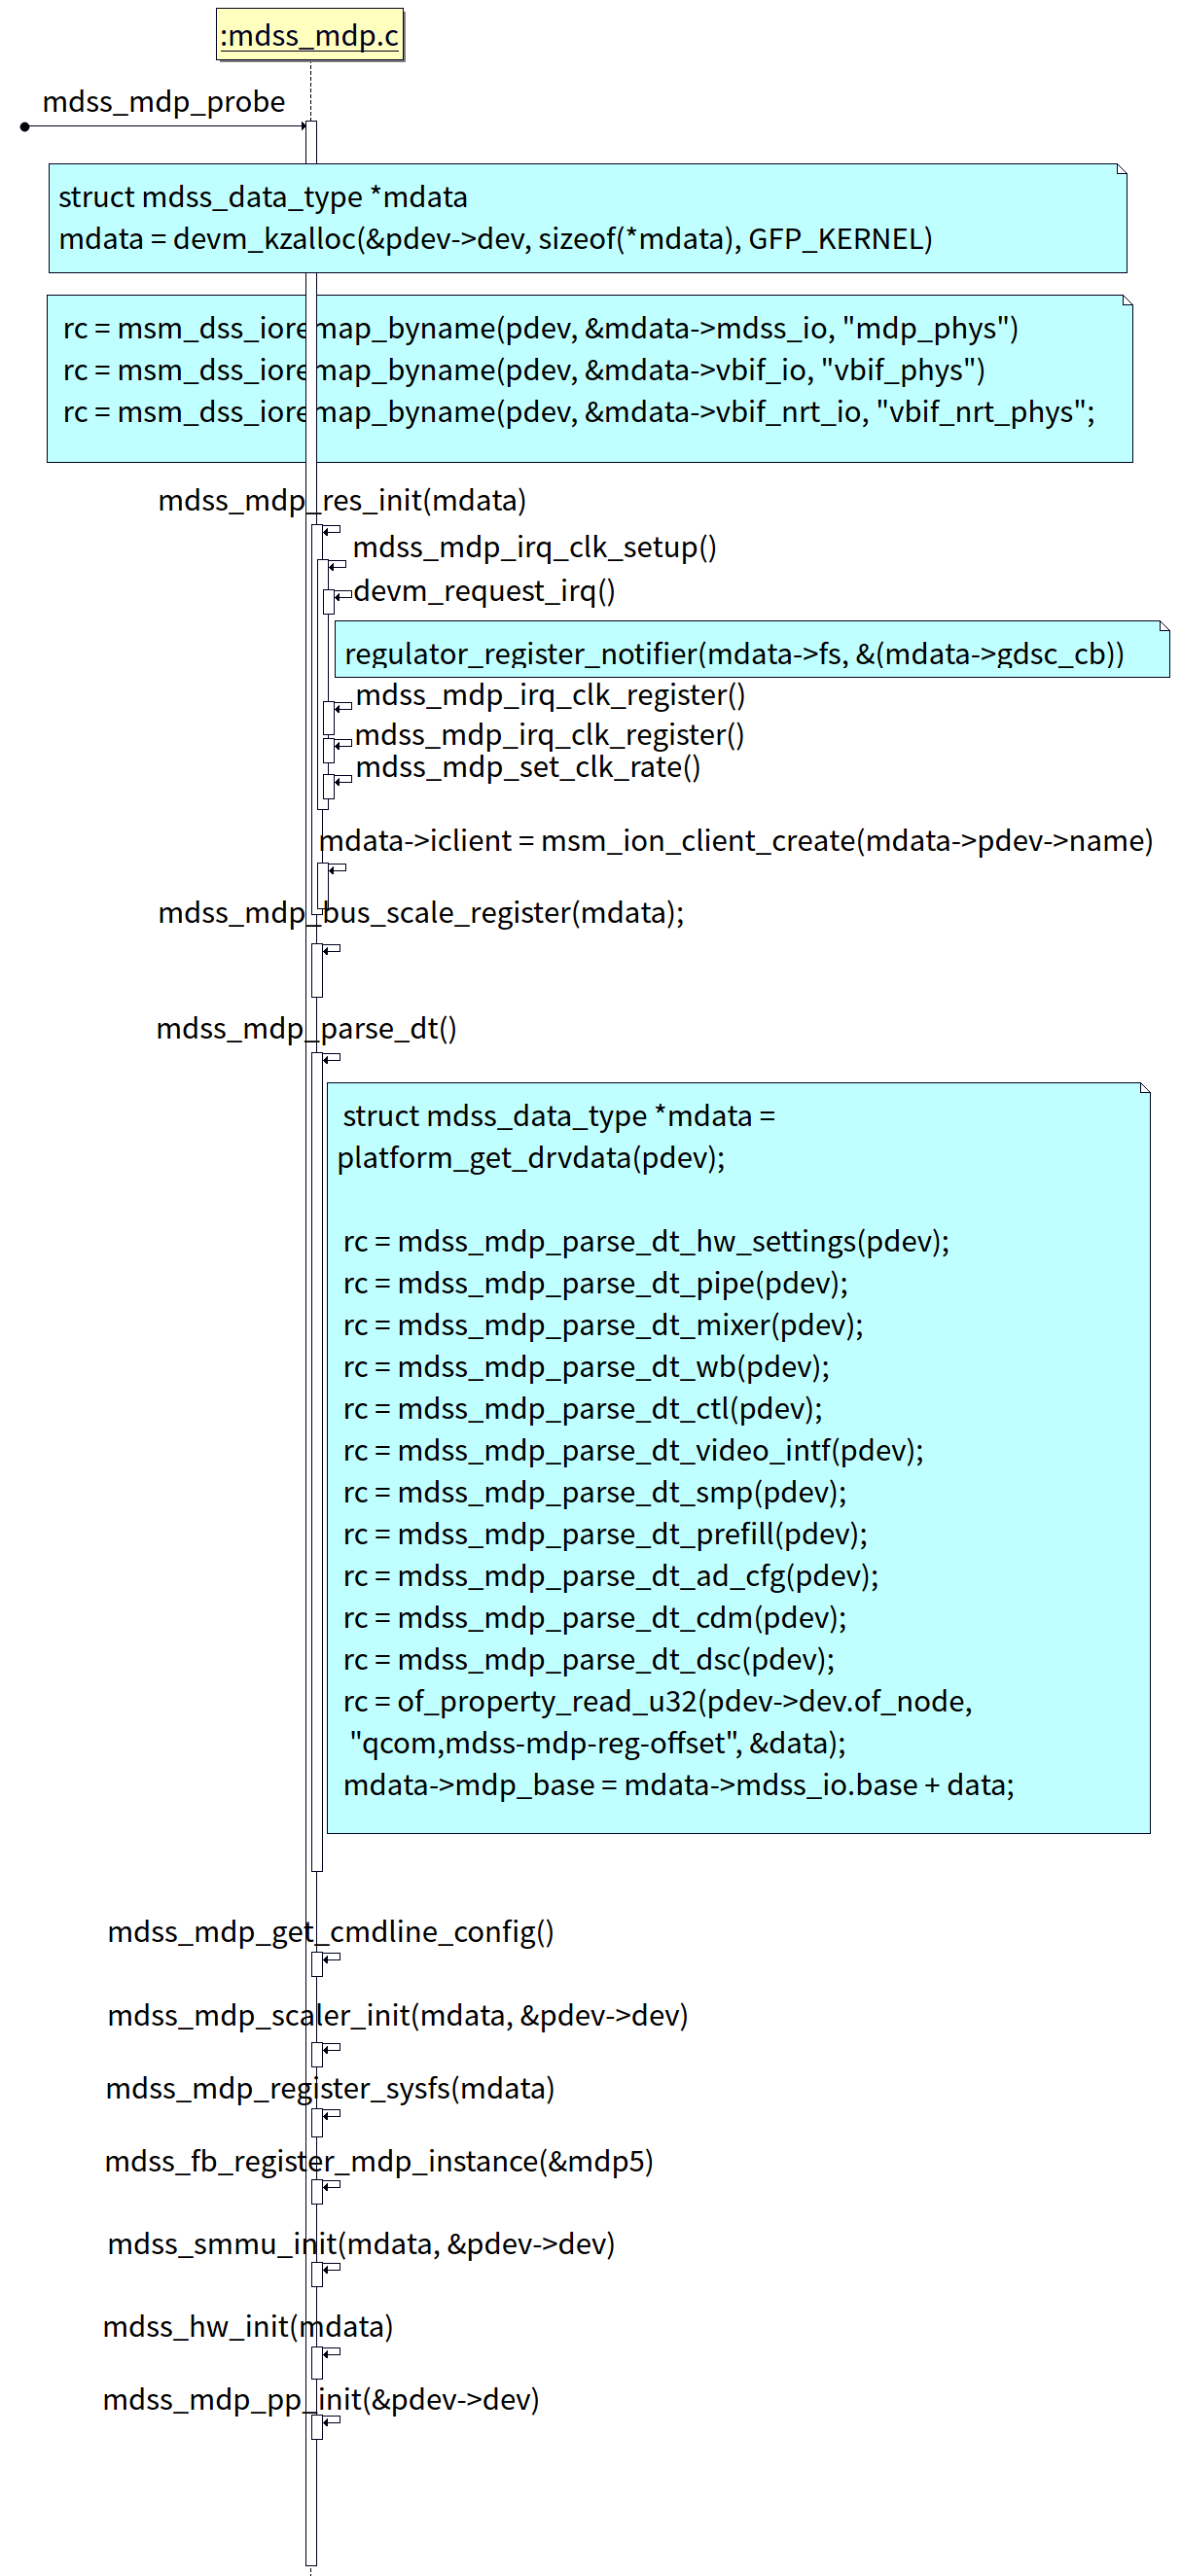 :mdss_mdp.c
mdss_mdp_probe
struct mdss_data_type *mdata
mdata = devm_kzalloc(&pdev->dev, sizeof(*mdata), GFP_KERNEL)
rc = msm_dss_ioremap_byname(pdev, &mdata->mdss_io, "mdp_phys")
rc = msm_dss_ioremap_byname(pdev, &mdata->vbif_io, "vbif_phys")
rc = msm_dss_ioremap_byname(pdev, &mdata->vbif_nrt_io, "vbif_nrt_phys";
mdss_mdp_res_init(mdata)
mdss_mdp_irq_clk_setup()
devm_request_irq()
regulator_register_notifier(mdata->fs, &(mdata->gdsc_cb))
mdss_mdp_irq_clk_register()
mdss_mdp_irq_clk_register()
mdss_mdp_set_clk_rate()
mdata->iclient = msm_ion_client_create(mdata->pdev->name)
mdss_mdp_bus_scale_register(mdata);
mdss_mdp_parse_dt()
struct mdss_data_type *mdata =
platform_get_drvdata(pdev);
rc = mdss_mdp_parse_dt_hw_settings(pdev);
rc = mdss_mdp_parse_dt_pipe(pdev);
rc = mdss_mdp_parse_dt_mixer(pdev);
rc = mdss_mdp_parse_dt_wb(pdev);
rc = mdss_mdp_parse_dt_ctl(pdev);
rc = mdss_mdp_parse_dt_video_intf(pdev);
rc = mdss_mdp_parse_dt_smp(pdev);
rc = mdss_mdp_parse_dt_prefill(pdev);
rc = mdss_mdp_parse_dt_ad_cfg(pdev);
rc = mdss_mdp_parse_dt_cdm(pdev);
rc = mdss_mdp_parse_dt_dsc(pdev);
rc = of_property_read_u32(pdev->dev.of_node,
"qcom,mdss-mdp-reg-offset", &data);
mdata->mdp_base = mdata->mdss_io.base + data;
mdss_mdp_get_cmdline_config()
mdss_mdp_scaler_init(mdata, &pdev->dev)
mdss_mdp_register_sysfs(mdata)
mdss_fb_register_mdp_instance(&mdp5)
mdss_smmu_init(mdata, &pdev->dev)
mdss_hw_init(mdata)
mdss_mdp_pp_init(&pdev->dev)